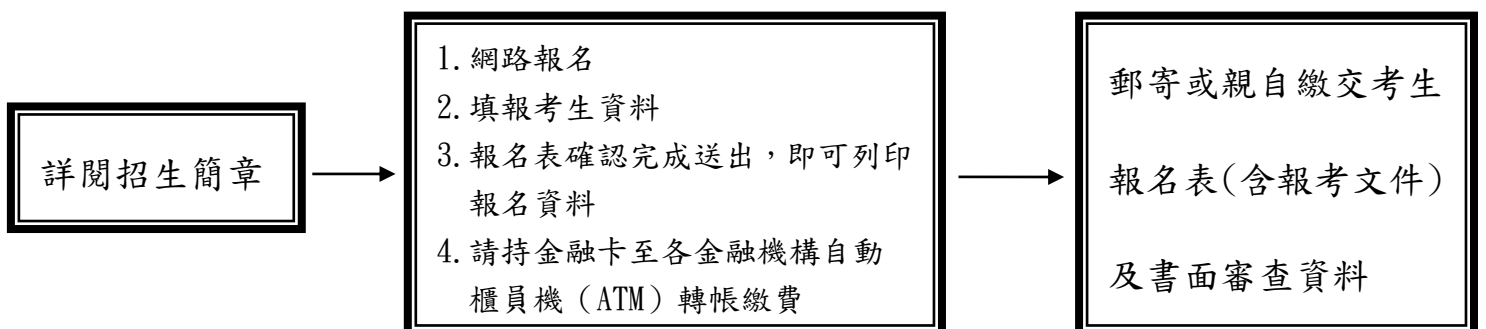 詳閱招生簡章
1.網路報名
2.填報考生資料
3.報名表確認完成送出，即可列印
報名資料
4.請持金融卡至各金融機構自動
櫃員機（ATM）轉帳繳費
郵寄或親自繳交考生
報名表(含報考文件)
及書面審查資料